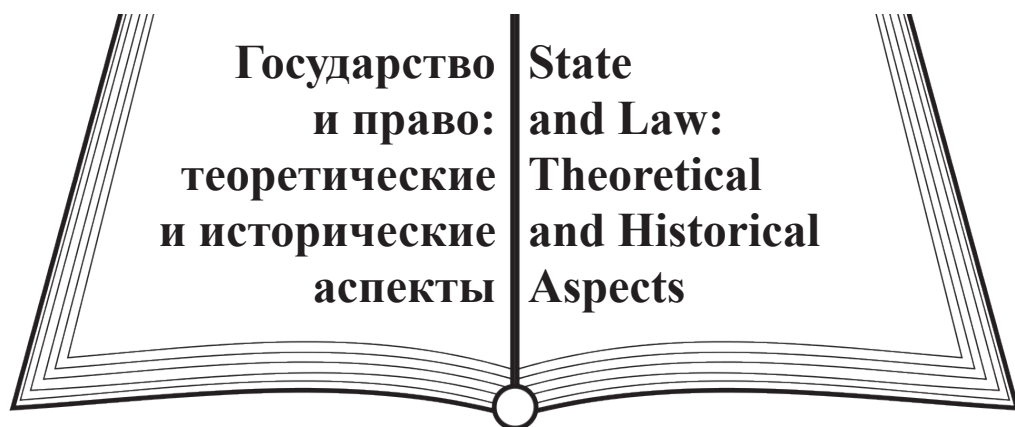 Государство
и право:
теоретические
и исторические
аспекты
State
and Law:
Theoretical
and Historical
Aspects